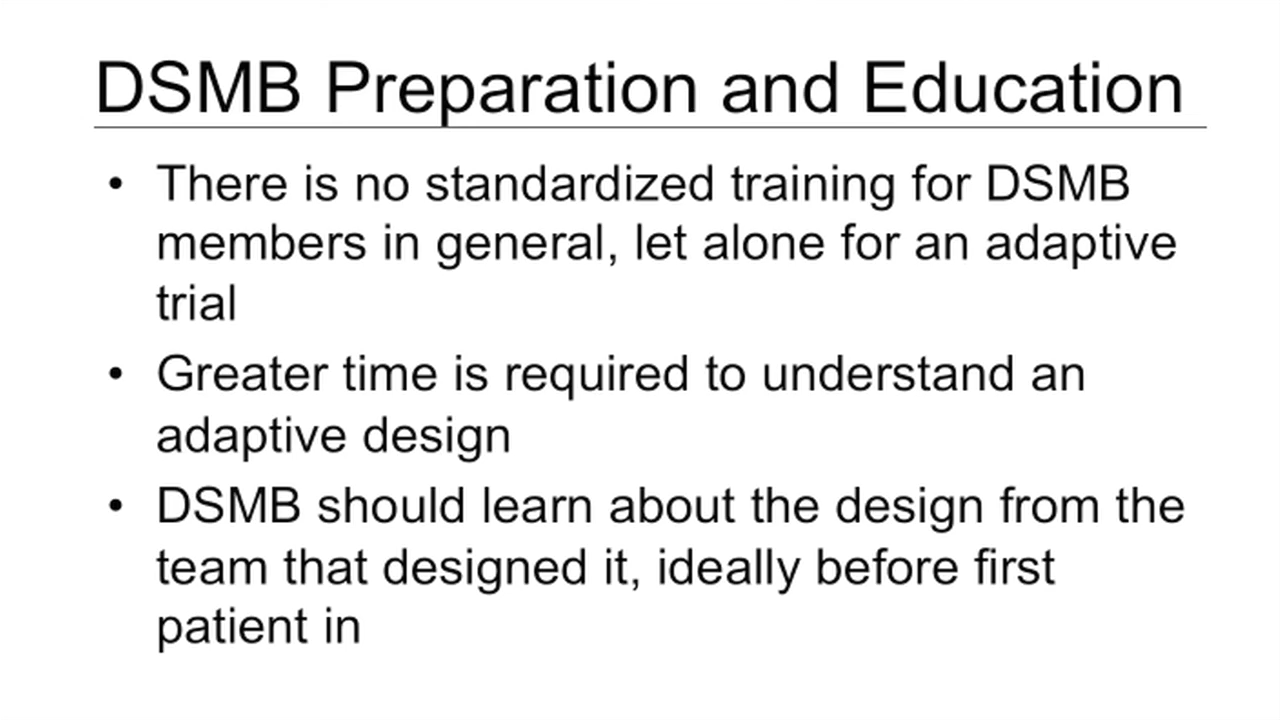 DSMB Preparation and Education
• There is no standardized training for DSMB
members in general, let alone for an adaptive
trial
• Greater time is required to understand an
adaptive design
• DSMB should learn about the design from the
team that designed it, ideally before first
patient in